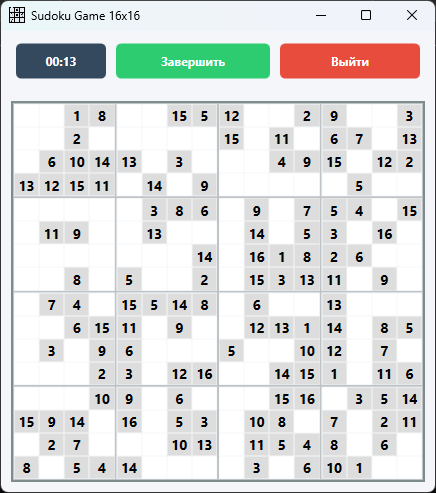 Sudoku Game 16x16
00:13 Завершить Выйти
1 8 15 5 12 2 9 3
2 15 11 6 7 13
6 10 14 13 3 4 9 15 12 2
13 12 15 11 14 9 5
3 8 6 9 7 5 4 15
11 9 13 14 5 3 16
14 16 1 8 2 6
8 5 2 15 3 13 11 9
7 4 15 5 14 8 6 13
6 15 11 9 12 13 1 14 8 5
3 9 6 5 10 12 7
2 3 12 16 14 15 1 11 6
10 9 6 15 16 3 5 14
15 9 14 16 5 3 10 8 7 2 11
2 7 10 13 11 5 4 8 6
8 5 4 14 3 6 10 1